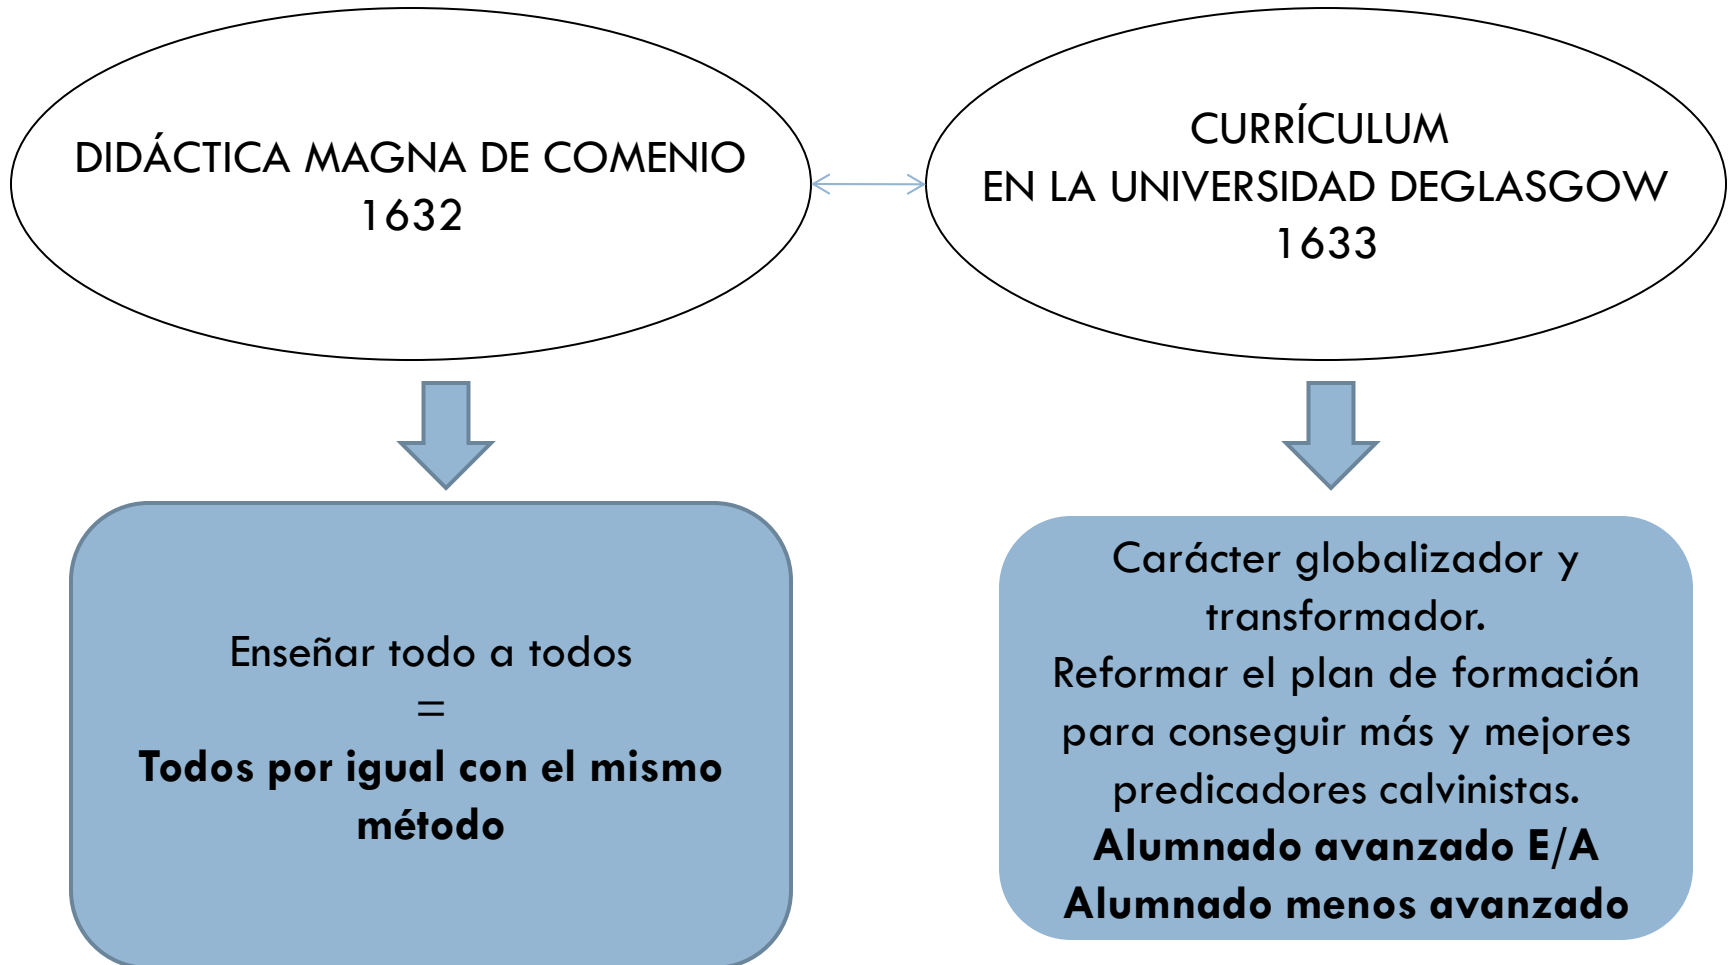 DIDÁCTICA MAGNA DE COMENIO
1632
CURRÍCULUM
EN LA UNIVERSIDAD DEGLASGOW
1633
Enseñar todo a todos
=
Todos por igual con el mismo
método
Carácter globalizador y
transformador.
Reformar el plan de formación
para conseguir más y mejores
predicadores calvinistas.
Alumnado avanzado E/A
Alumnado menos avanzado